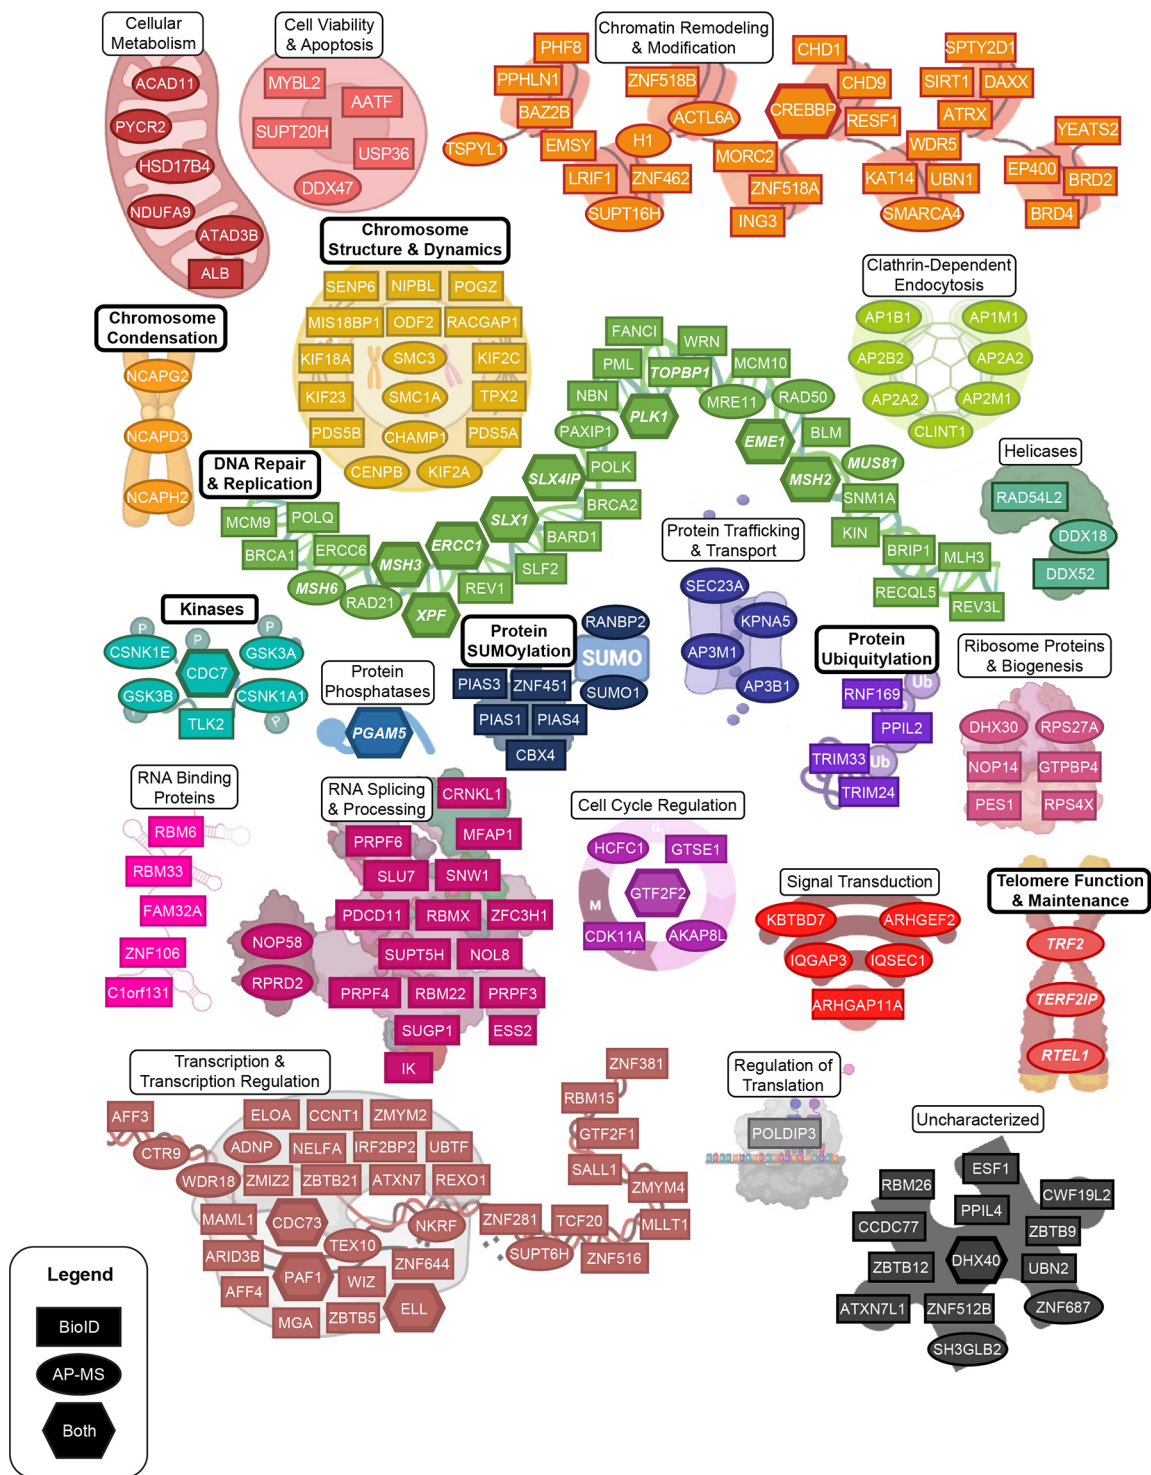 Cellular
Metabolism
ACAD11
PYCR2
HSD17B4
NDUFA9
ATAD3B
ALB
Cell Viability
& Apoptosis
MYBL2
AATF
SUPT20H
USP36
DDX47
Chromatin Remodeling
& Modification
PHF8
PPHLN1
BAZ2B
TSPYL1
EMSY
ZNF518B
ACTL6A
H1
LRIF1
ZNF462
SUPT16H
MORC2
ZNF518A
ING3
CHD1
CHD9
CREBBP
RESF1
SPTY2D1
SIRT1
DAXX
ATRX
WDR5
KAT14
UBN1
SMARCA4
YEATS2
EP400
BRD2
BRD4
Chromosome
Structure & Dynamics
SENP6
NIPBL
POGZ
MIS18BP1
ODF2
RACGAP1
KIF18A
SMC3
KIF2C
KIF23
SMC1A
TPX2
PDS5B
CHAMP1
PDS5A
CENPB
KIF2A
Chromosome
Condensation
NCAPG2
NCAPD3
NCAPH2
Clathrin-Dependent
Endocytosis
AP1B1
AP1M1
AP2B2
AP2A2
AP2A2
AP2M1
CLINT1
DNA Repair
& Replication
MCM9
POLQ
BRCA1
ERCC6
MSH6
RAD21
MSH3
XPF
ERCC1
REV1
SLX1
SLF2
BARD1
SLX4IP
BRCA2
POLK
PAXIP1
NBN
PML
FANCI
PLK1
TOPBP1
WRN
MRE11
MCM10
RAD50
EME1
BLM
MSH2
MUS81
SNM1A
KIN
BRIP1
MLH3
RECQL5
REV3L
Helicases
RAD54L2
DDX18
DDX52
Kinases
P
P
P
CSNK1E
GSK3A
CDC7
GSK3B
CSNK1A1
TLK2
P
P
Protein
Phosphatases
PGAM5
Protein
SUMOylation
RANBP2
SUMO
PIAS3
ZNF451
SUMO1
PIAS1
PIAS4
CBX4
Protein Trafficking
& Transport
SEC23A
KPNA5
AP3M1
AP3B1
Protein
Ubiquitylation
Ub
RNF169
PPIL2
TRIM33
Ub
TRIM24
Ribosome Proteins
& Biogenesis
DHX30
RPS27A
NOP14
GTPBP4
PES1
RPS4X
RNA Binding
Proteins
RBM6
RBM33
FAM32A
ZNF106
C1orf131
RNA Splicing
& Processing
CRNKL1
PRPF6
MFAP1
SLU7
SNW1
PDCD11
RBMX
ZFC3H1
NOP58
SUPT5H
NOL8
RPRD2
PRPF4
RBM22
PRPF3
SUGP1
ESS2
IK
Cell Cycle Regulation
HCFC1
GTSE1
GTF2F2
M
CDK11A
AKAP8L
Signal Transduction
KBTBD7
ARHGEF2
IQGAP3
IQSEC1
ARHGAP11A
Telomere Function
& Maintenance
TRF2
TERF2IP
RTEL1
Transcription &
Transcription Regulation
AFF3
CTR9
WDR18
ELOA
CCNT1
ZMYM2
ADNP
NELFA
IRF2BP2
UBTF
ZMIZ2
ZBTB21
ATXN7
REXO1
MAML1
CDC73
NKRF
TEX10
ARID3B
ZNF644
PAF1
WIZ
AFF4
ELL
MGA
ZBTB5
ZNF281
SUPT6H
TCF20
ZNF516
MLLT1
ZMYM4
SALL1
GTF2F1
RBM15
ZNF381
Regulation of
Translation
POLDIP3
Uncharacterized
ESF1
RBM26
CWF19L2
PPIL4
CCDC77
ZBTB9
ZBTB12
DHX40
UBN2
ATXN7L1
ZNF512B
ZNF687
SH3GLB2
Legend
BioID
AP-MS
Both